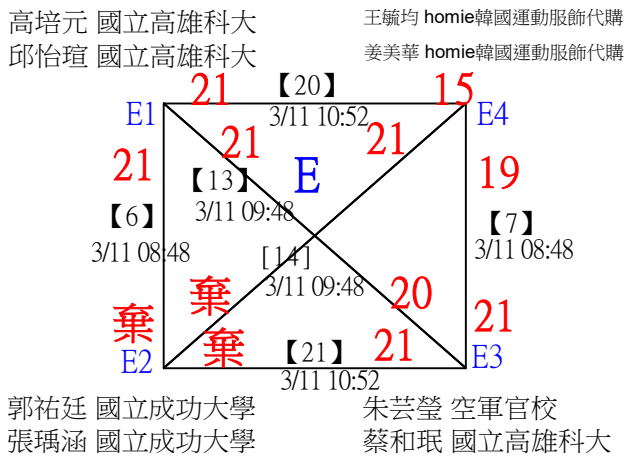 高培元 國立高雄科大
王毓均 homie韓國運動服飾代購
邱怡瑄 國立高雄科大
姜美華 homie韓國運動服飾代購
21 【20】 15
E1 3/11 10:52 E4
21 21
21 【13】 E 19
3/11 09:48
【6】 【7】
3/11 08:48 3/11 08:48
[14]
3/11 09:48
棄 20
棄 21
棄 【21】 21
E2 3/11 10:52 E3
郭祐廷 國立成功大學
朱芸瑩 空軍官校
張瑀涵 國立成功大學
蔡和珉 國立高雄科大